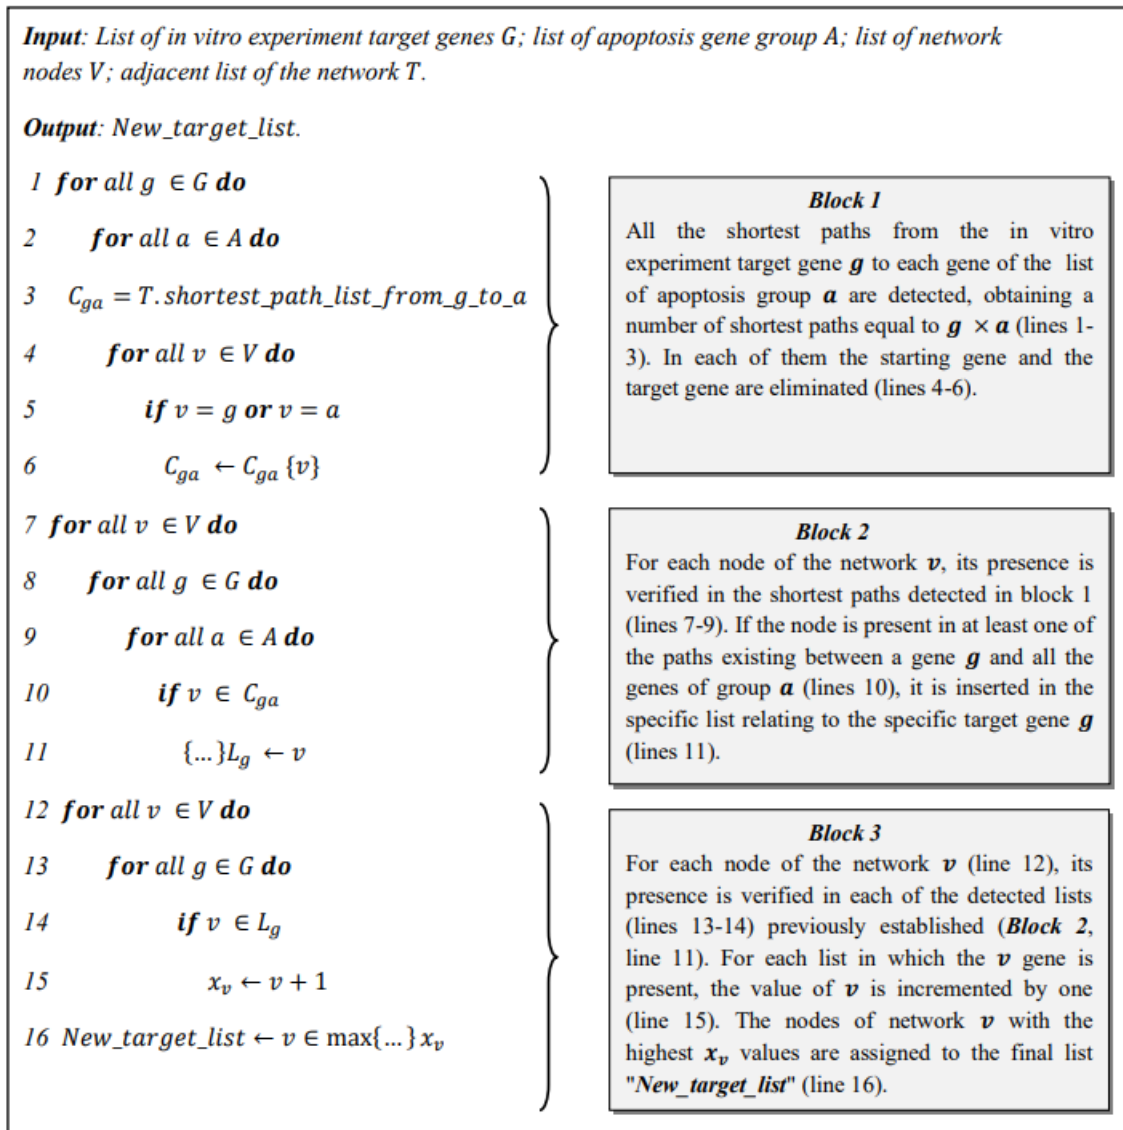 Input: List of in vitro experiment target genes G; list of apoptosis gene group A; list of network
nodes V; adjacent list of the network T.
Output: New_target_list.
1 for all g ∈ G do
2 for all a ∈ A do
3 C_ga = T.shortest_path_list_from_g_to_a
4 for all v ∈ V do
5 if v = g or v = a
6 C_ga ← C_ga {v}
Block 1
All the shortest paths from the in vitro
experiment target gene g to each gene of the list
of apoptosis group a are detected, obtaining a
number of shortest paths equal to g × a (lines 1-
3). In each of them the starting gene and the
target gene are eliminated (lines 4-6).
7 for all v ∈ V do
8 for all g ∈ G do
9 for all a ∈ A do
10 if v ∈ C_ga
11 {...}L_g ← v
Block 2
For each node of the network v, its presence is
verified in the shortest paths detected in block 1
(lines 7-9). If the node is present in at least one of
the paths existing between a gene g and all the
genes of group a (lines 10), it is inserted in the
specific list relating to the specific target gene g
(lines 11).
12 for all v ∈ V do
13 for all g ∈ G do
14 if v ∈ L_g
15 x_v ← v + 1
16 New_target_list ← v ∈ max{...} x_v
Block 3
For each node of the network v (line 12), its
presence is verified in each of the detected lists
(lines 13-14) previously established (Block 2,
line 11). For each list in which the v gene is
present, the value of v is incremented by one
(line 15). The nodes of network v with the
highest x_v values are assigned to the final list
"New_target_list" (line 16).